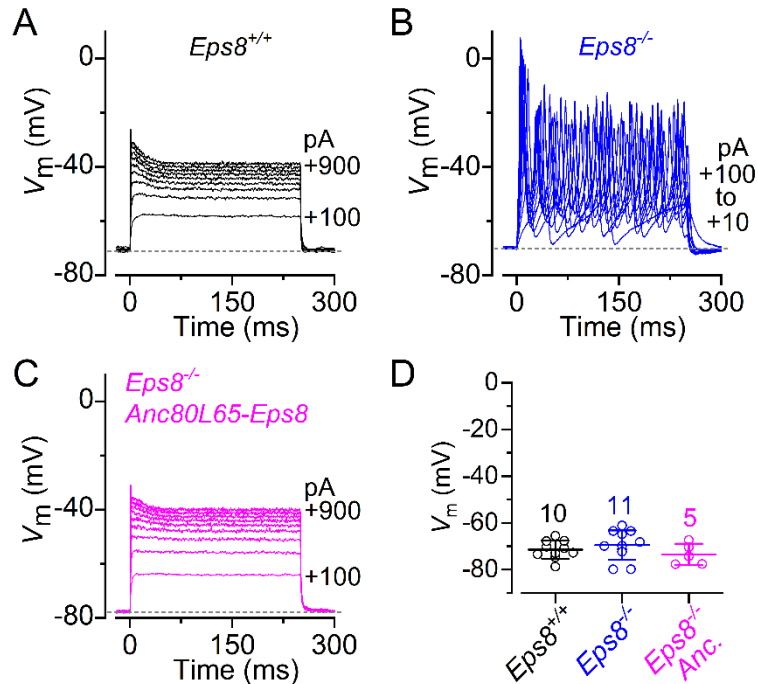 A
Eps8+/+
0
-40
-80
Vm (mV)
pA
+900
+100
0
150
300
Time (ms)
B
Eps8-/-
0
-40
-80
Vm (mV)
pA
+100
to
+10
0
150
300
Time (ms)
C
Eps8-/-
Anc80L65-Eps8
0
-40
-80
Vm (mV)
pA
+900
+100
0
150
300
Time (ms)
D
0
-20
-40
-60
-80
Vm (mV)
10
11
5
Eps8+/+
Eps8-/-
Eps8-/-
Anc.